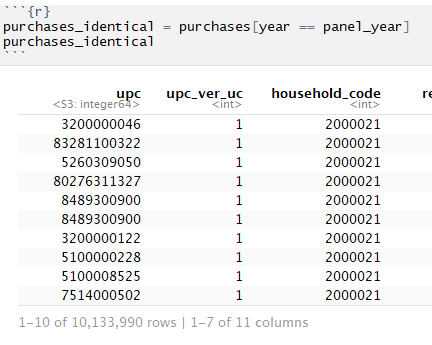 ```{r}
purchases_identical = purchases[year == panel_year]
purchases_identical
```
upc upc_ver_uc household_code re
<S3: integer64> <int> <int>
3200000046 1 2000021
83281100322 1 2000021
5260309050 1 2000021
80276311327 1 2000021
8489300900 1 2000021
8489300900 1 2000021
3200000122 1 2000021
5100000228 1 2000021
5100008525 1 2000021
7514000502 1 2000021
1–10 of 10,133,990 rows | 1–7 of 11 columns